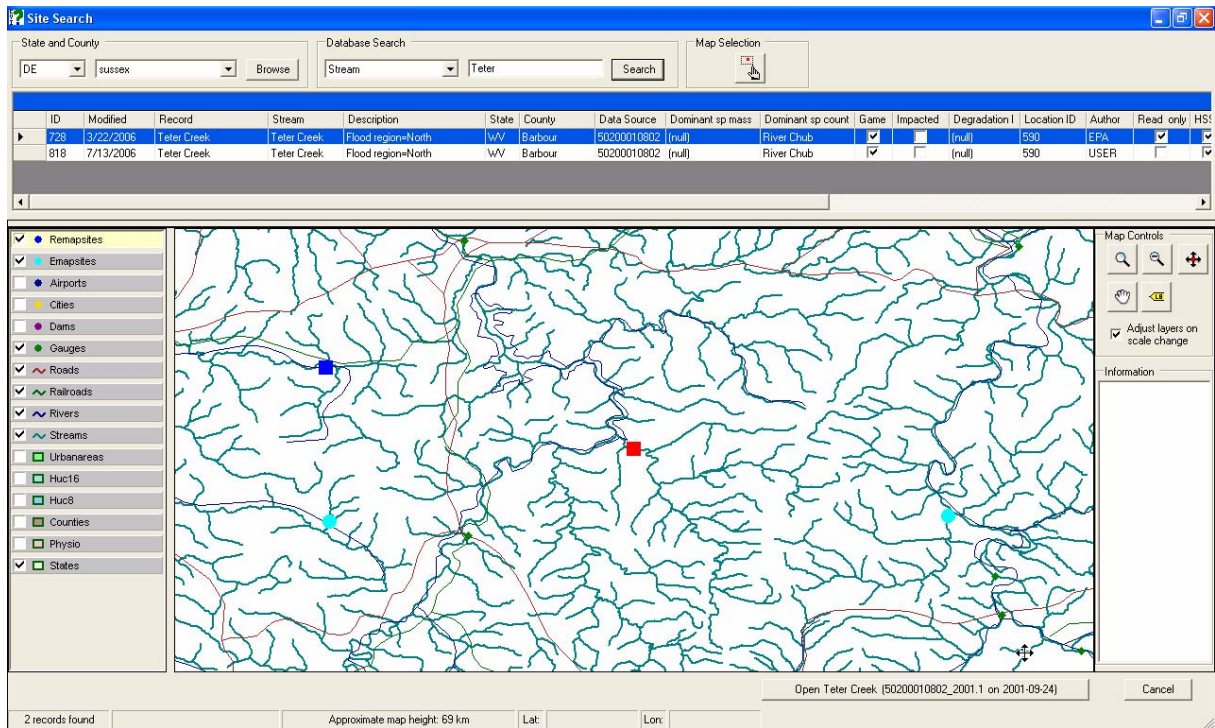 Site Search
State and County
Database Search
Map Selection
DE sussex Browse Stream Teter Search
ID Modified Record Stream Description State County Data Source Dominant sp mass Dominant sp count Game Impacted Degradation I Location ID Author Read only HSS
728 3/22/2006 Teter Creek Teter Creek Flood region=North WV Barbour 50200010802 (null) River Chub (null) 590 EPA
818 7/13/2006 Teter Creek Teter Creek Flood region=North WV Barbour 50200010802 (null) River Chub (null) 590 USER
Remapsites
Emapsites
Airports
Cities
Dams
Gauges
Roads
Railroads
Rivers
Streams
Urbanareas
Huc16
Huc8
Counties
Physio
States
Map Controls
Adjust layers on
scale change
Information
Open Teter Creek (50200010802_2001.1 on 2001-09-24) Cancel
2 records found Approximate map height: 69 km Lat: Lon: